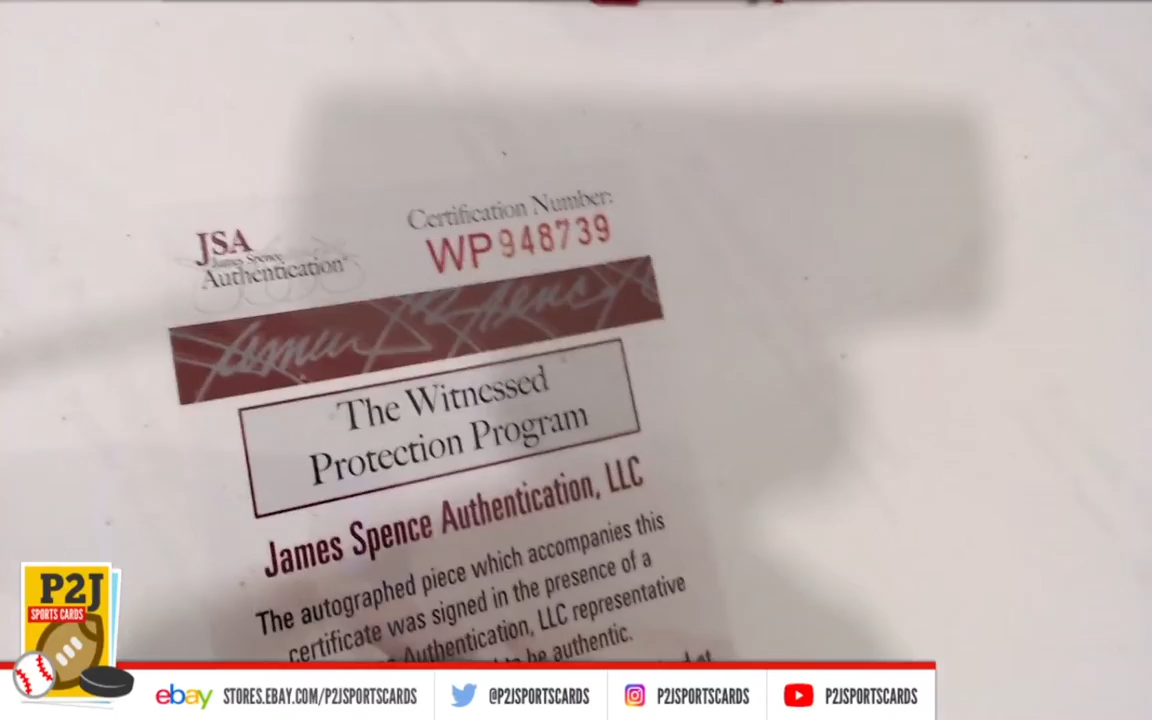 Certification Number:
WP948739
JSA
James Spence
Authentication
The Witnessed
Protection Program
James Spence Authentication, LLC
The autographed piece which accompanies this
certificate was signed in the presence of a
Authentication, LLC representative
to be authentic.
P2J
SPORTS CARDS
ebay STORES.EBAY.COM/P2JSPORTSCARDS
@P2JSPORTSCARDS
P2JSPORTSCARDS
P2JSPORTSCARDS